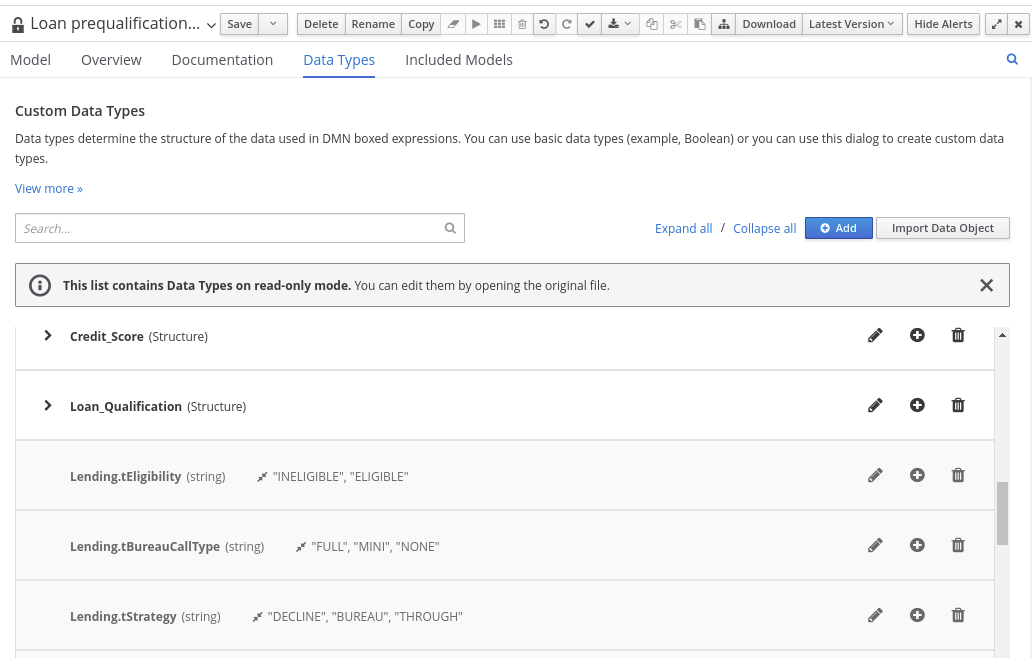 Loan prequalification... Save Delete Rename Copy Download Latest Version Hide Alerts
Model Overview Documentation Data Types Included Models
Custom Data Types
Data types determine the structure of the data used in DMN boxed expressions. You can use basic data types (example, Boolean) or you can use this dialog to create custom data
types.
View more »
Search... Expand all / Collapse all Add Import Data Object
This list contains Data Types on read-only mode. You can edit them by opening the original file.
Credit_Score (Structure)
Loan_Qualification (Structure)
Lending.tEligibility (string) "INELIGIBLE", "ELIGIBLE"
Lending.tBureauCallType (string) "FULL", "MINI", "NONE"
Lending.tStrategy (string) "DECLINE", "BUREAU", "THROUGH"